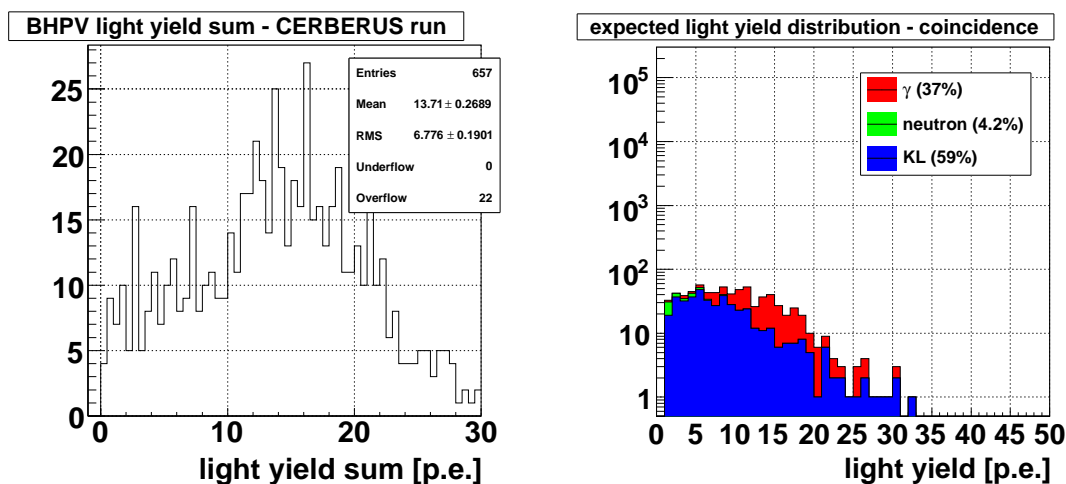 BHPV light yield sum - CERBERUS run
Entries 657
Mean 13.71 ± 0.2689
RMS 6.776 ± 0.1901
Underflow 0
Overflow 22
25
20
15
10
5
0
0 10 20 30
light yield sum [p.e.]
expected light yield distribution - coincidence
γ (37%)
neutron (4.2%)
KL (59%)
10^5
10^4
10^3
10^2
10
1
0 5 10 15 20 25 30 35 40 45 50
light yield [p.e.]